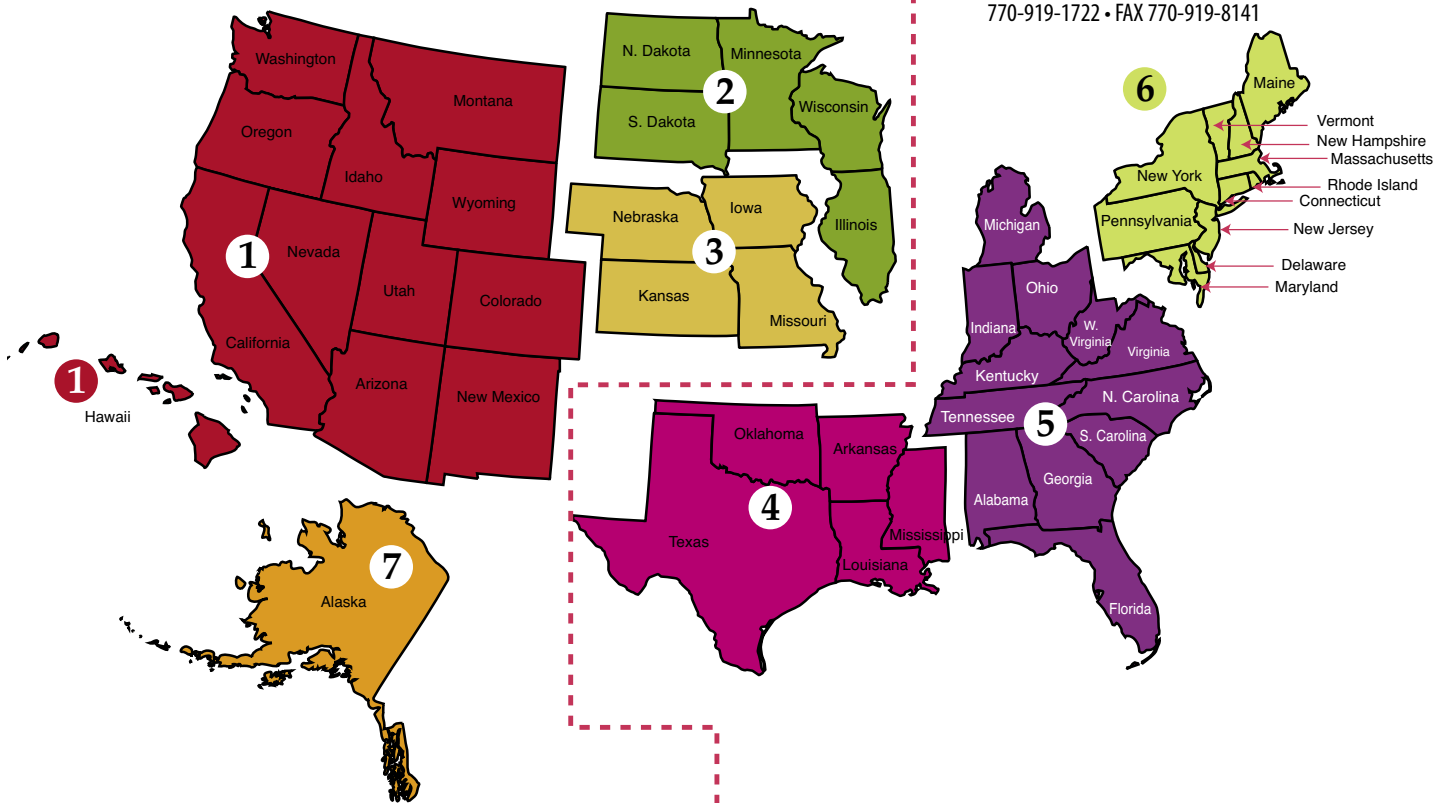 770-919-1722 • FAX 770-919-8141
Washington
Oregon
Idaho
Montana
Wyoming
1
Nevada
Utah
Colorado
California
Arizona
New Mexico
1
Hawaii
N. Dakota
Minnesota
2
S. Dakota
Wisconsin
Illinois
Nebraska
Iowa
3
Kansas
Missouri
Oklahoma
Arkansas
4
Texas
Mississippi
Louisiana
Michigan
Ohio
Indiana
W.
Virginia
Virginia
Kentucky
Tennessee
N. Carolina
5
S. Carolina
Georgia
Alabama
Florida
6
Maine
Vermont
New Hampshire
Massachusetts
New York
Rhode Island
Connecticut
Pennsylvania
New Jersey
Delaware
Maryland
7
Alaska